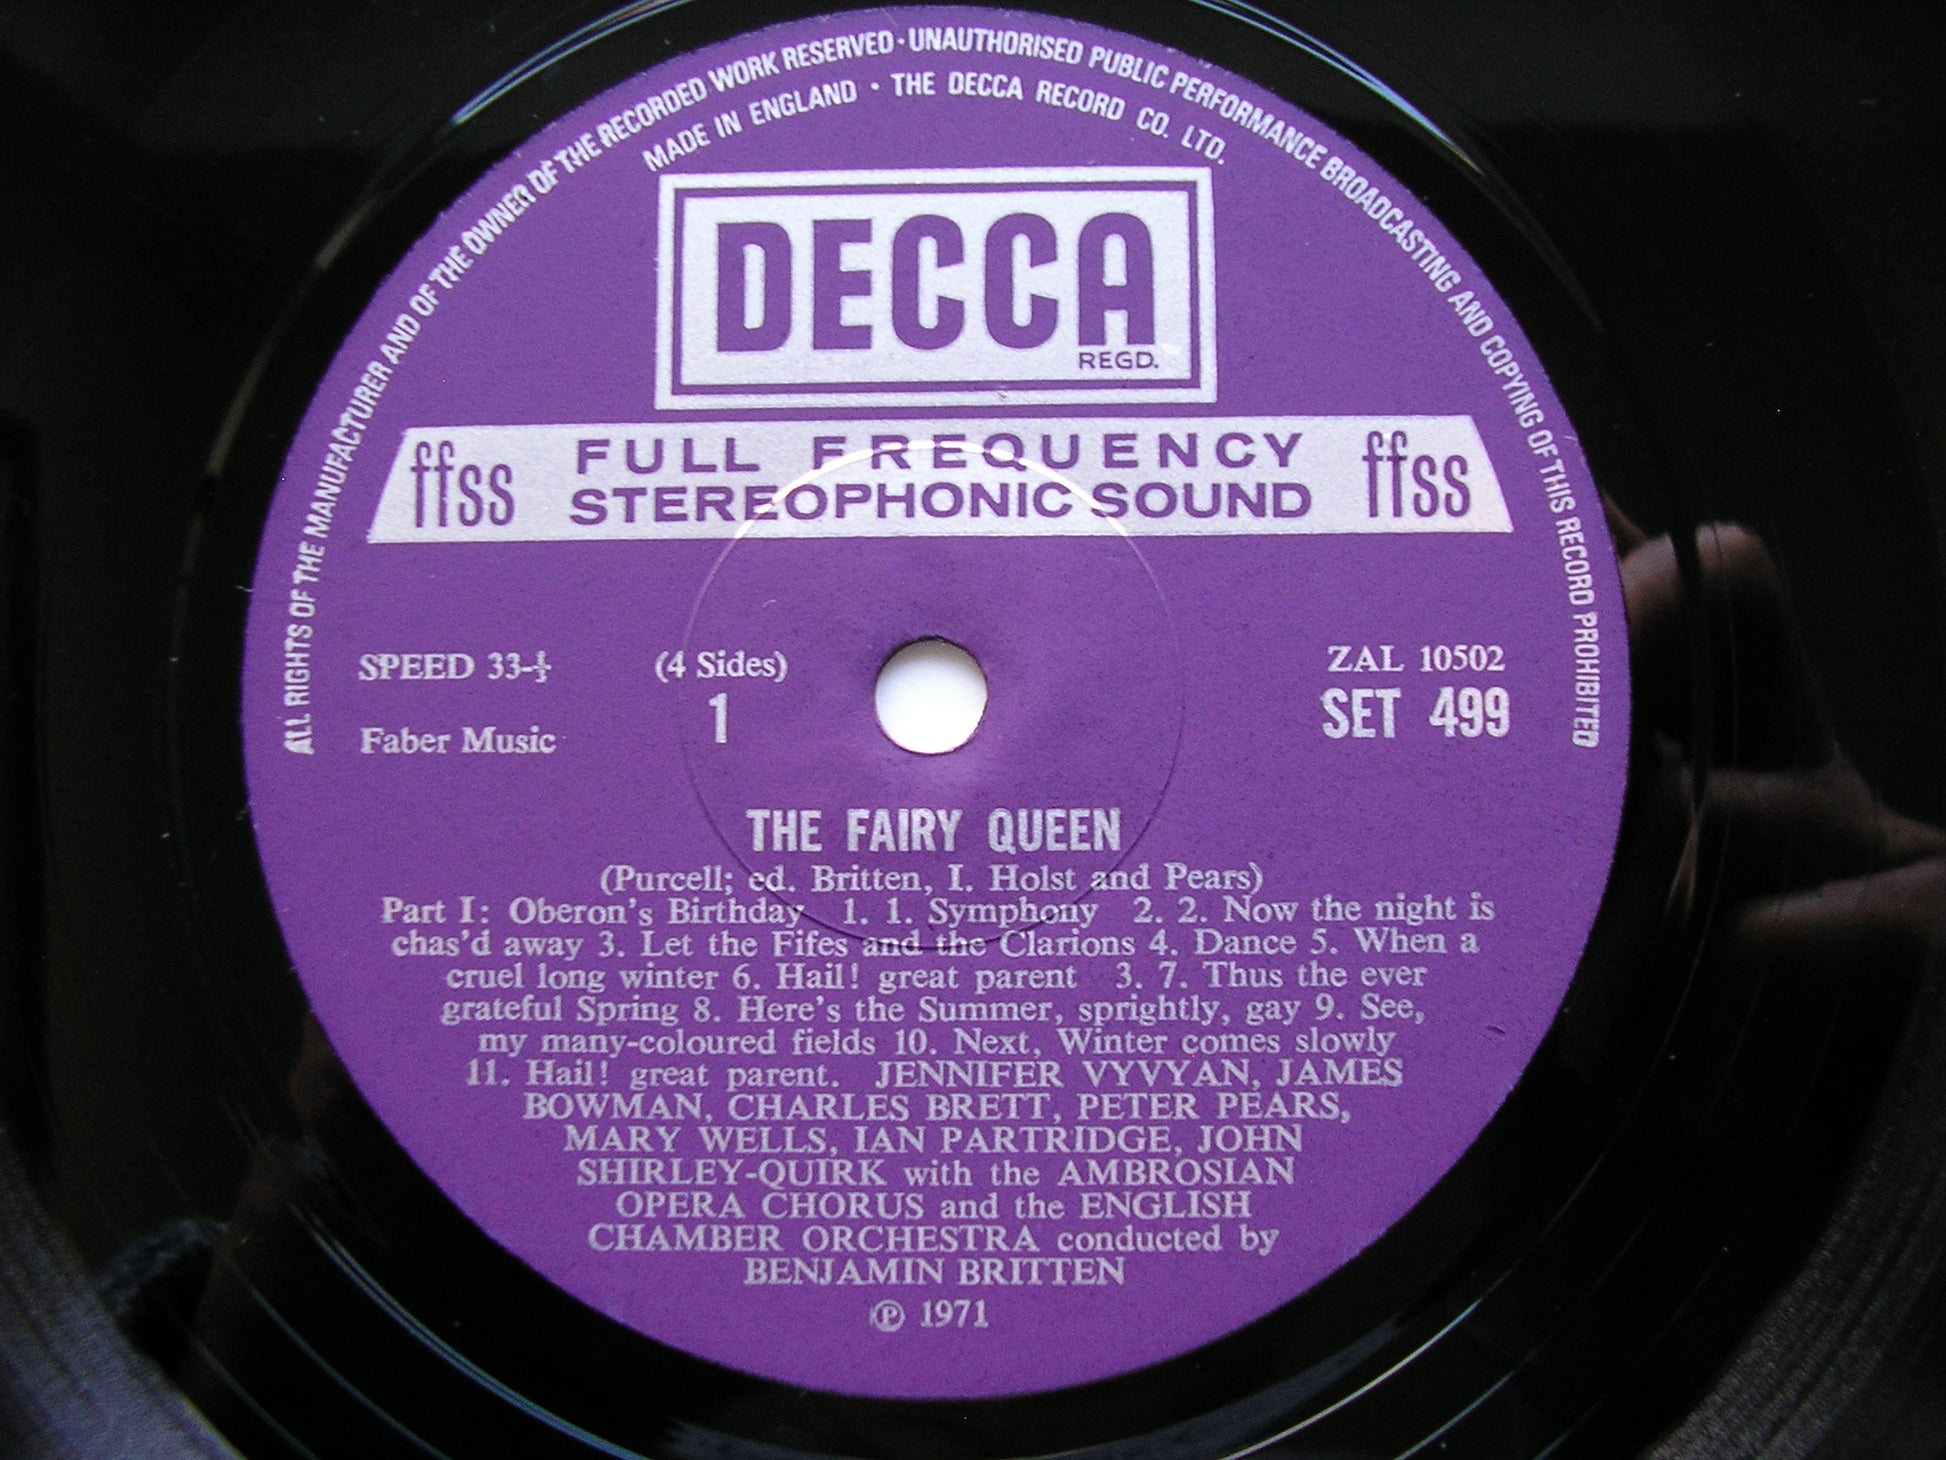 ALL RIGHTS OF THE MANUFACTURER AND OF THE OWNER OF THE RECORDED WORK RESERVED · UNAUTHORISED PUBLIC PERFORMANCE BROADCASTING AND COPYING OF THIS RECORD PROHIBITED
MADE IN ENGLAND · THE DECCA RECORD CO. LTD.
DECCA
REGD.
ffss FULL FREQUENCY STEREOPHONIC SOUND ffss
SPEED 33-⅓ (4 Sides) ZAL 10502
1 SET 499
Faber Music
THE FAIRY QUEEN
(Purcell; ed. Britten, I. Holst and Pears)
Part I: Oberon's Birthday 1. 1. Symphony 2. 2. Now the night is
chas'd away 3. Let the Fifes and the Clarions 4. Dance 5. When a
cruel long winter 6. Hail! great parent 3. 7. Thus the ever
grateful Spring 8. Here's the Summer, sprightly, gay 9. See,
my many-coloured fields 10. Next, Winter comes slowly
11. Hail! great parent. JENNIFER VYVYAN, JAMES
BOWMAN, CHARLES BRETT, PETER PEARS,
MARY WELLS, IAN PARTRIDGE, JOHN
SHIRLEY-QUIRK with the AMBROSIAN
OPERA CHORUS and the ENGLISH
CHAMBER ORCHESTRA conducted by
BENJAMIN BRITTEN
℗ 1971